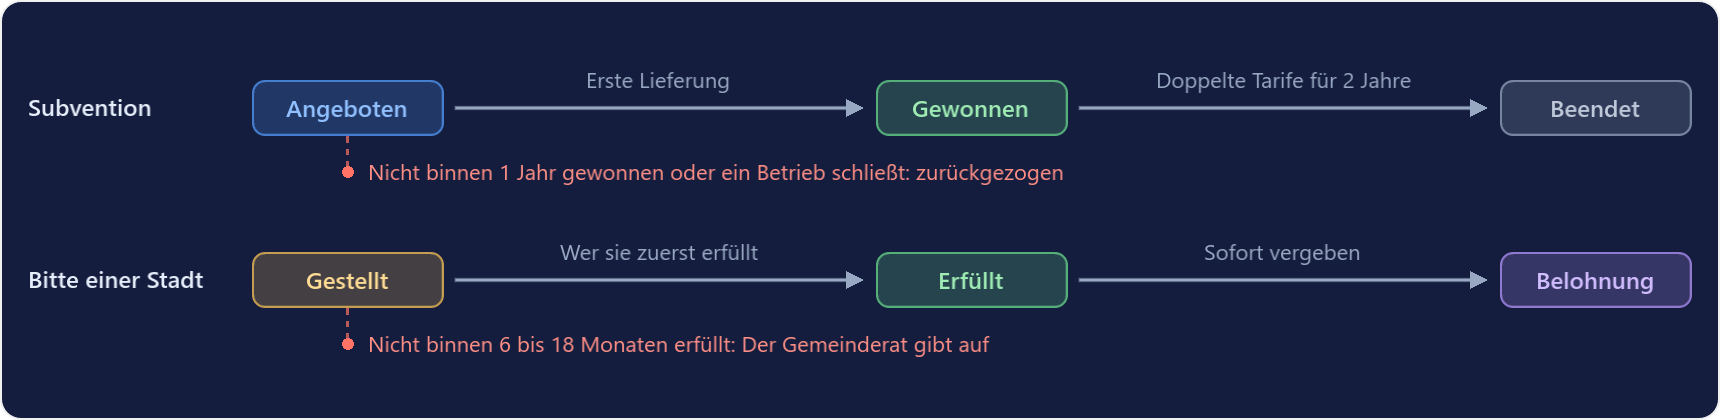 Subvention
Angeboten
Erste Lieferung
Gewonnen
Doppelte Tarife für 2 Jahre
Beendet
Nicht binnen 1 Jahr gewonnen oder ein Betrieb schließt: zurückgezogen
Bitte einer Stadt
Gestellt
Wer sie zuerst erfüllt
Erfüllt
Sofort vergeben
Belohnung
Nicht binnen 6 bis 18 Monaten erfüllt: Der Gemeinderat gibt auf